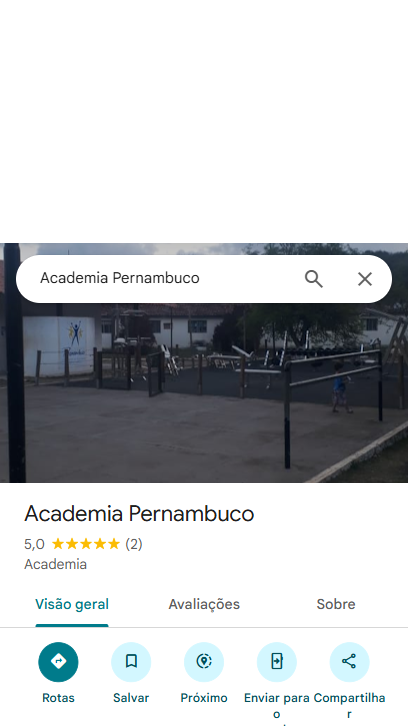 Academia Pernambuco
Academia Pernambuco
5,0 (2)
Academia
Visão geral
Avaliações
Sobre
Rotas
Salvar
Próximo
Enviar para o
Compartilhar